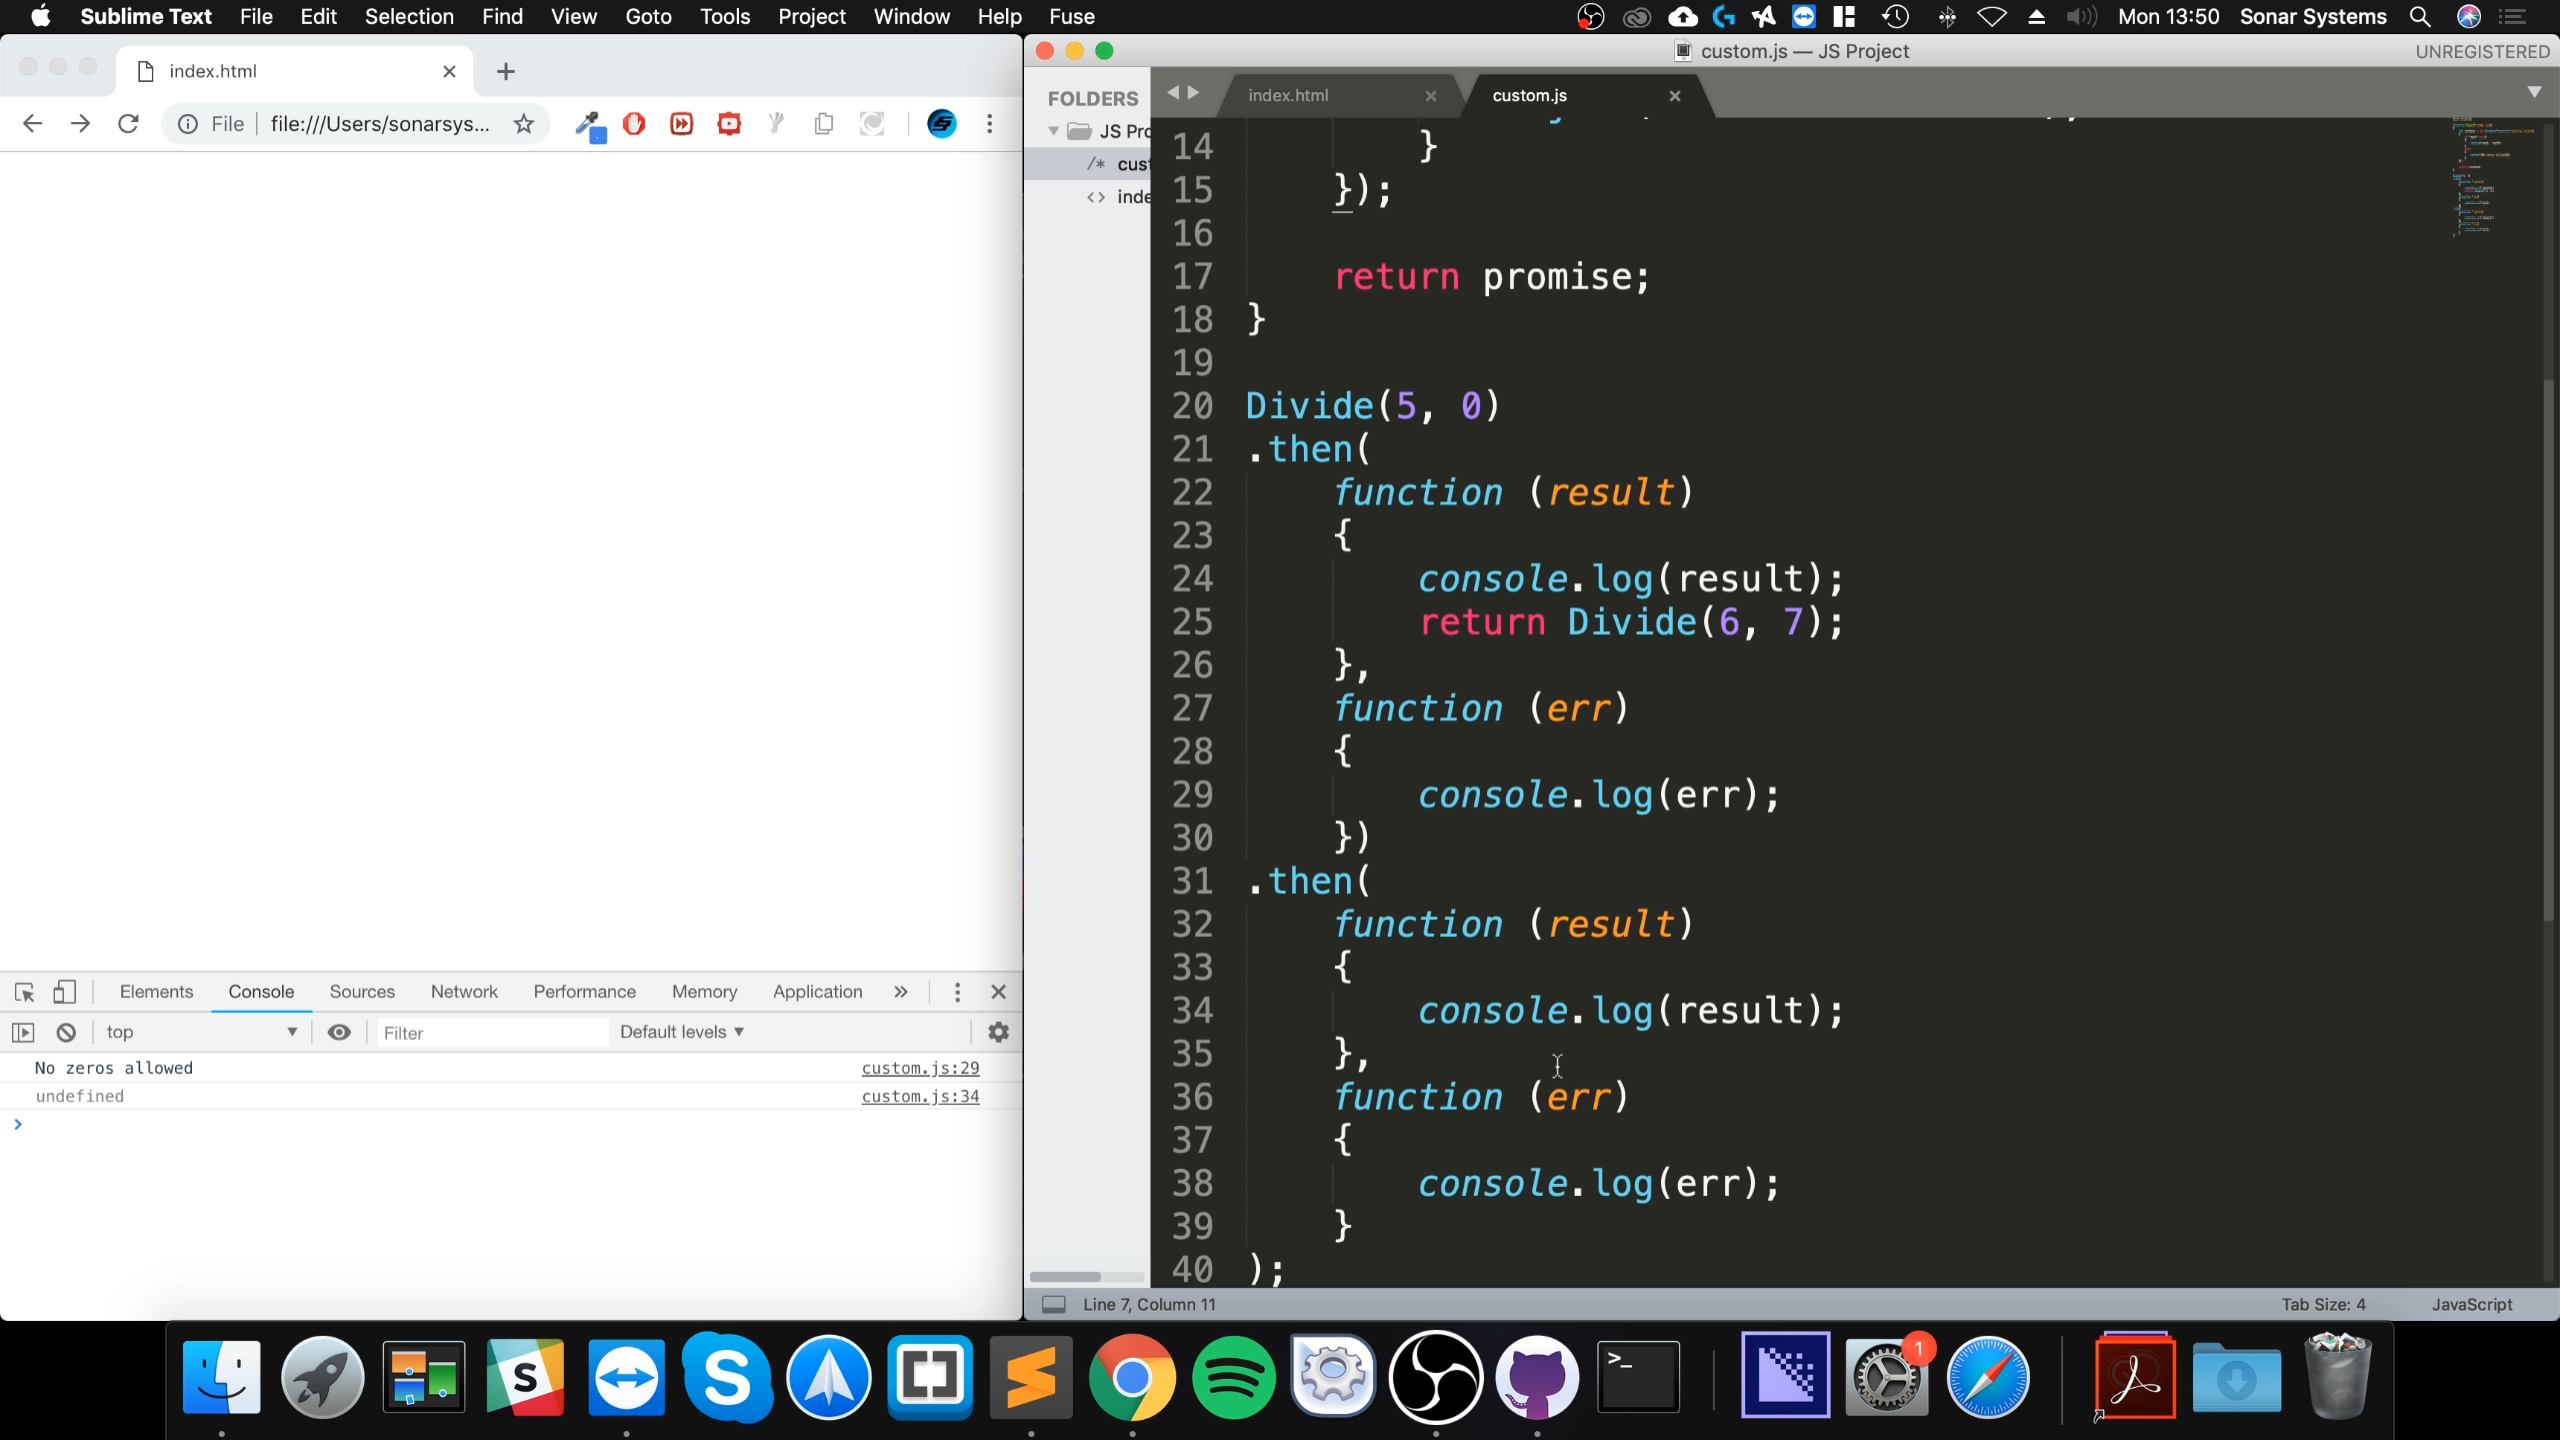 Sublime Text File Edit Selection Find View Goto Tools Project Window Help Fuse
Mon 13:50 Sonar Systems
index.html
File file:///Users/sonarsys...
custom.js — JS Project
UNREGISTERED
FOLDERS
JS Pro
/* cust
<> inde
index.html
custom.js
14 }
15 });
16
17 return promise;
18 }
19
20 Divide(5, 0)
21 .then(
22 function (result)
23 {
24 console.log(result);
25 return Divide(6, 7);
26 },
27 function (err)
28 {
29 console.log(err);
30 })
31 .then(
32 function (result)
33 {
34 console.log(result);
35 },
36 function (err)
37 {
38 console.log(err);
39 }
40 );
Elements Console Sources Network Performance Memory Application »
top Filter Default levels
No zeros allowed custom.js:29
undefined custom.js:34
>
Line 7, Column 11
Tab Size: 4 JavaScript
S
S
>_
1